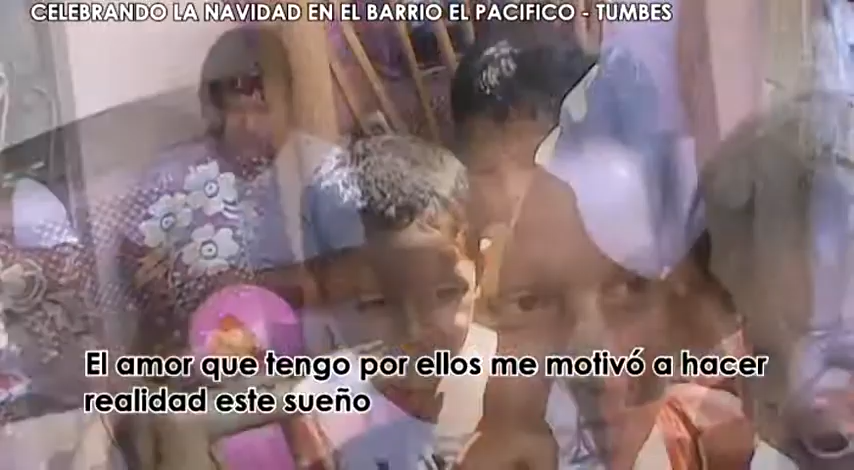 CELEBRANDO LA NAVIDAD EN EL BARRIO EL PACÍFICO - TUMBES
El amor que tengo por ellos me motivó a hacer
realidad este sueño